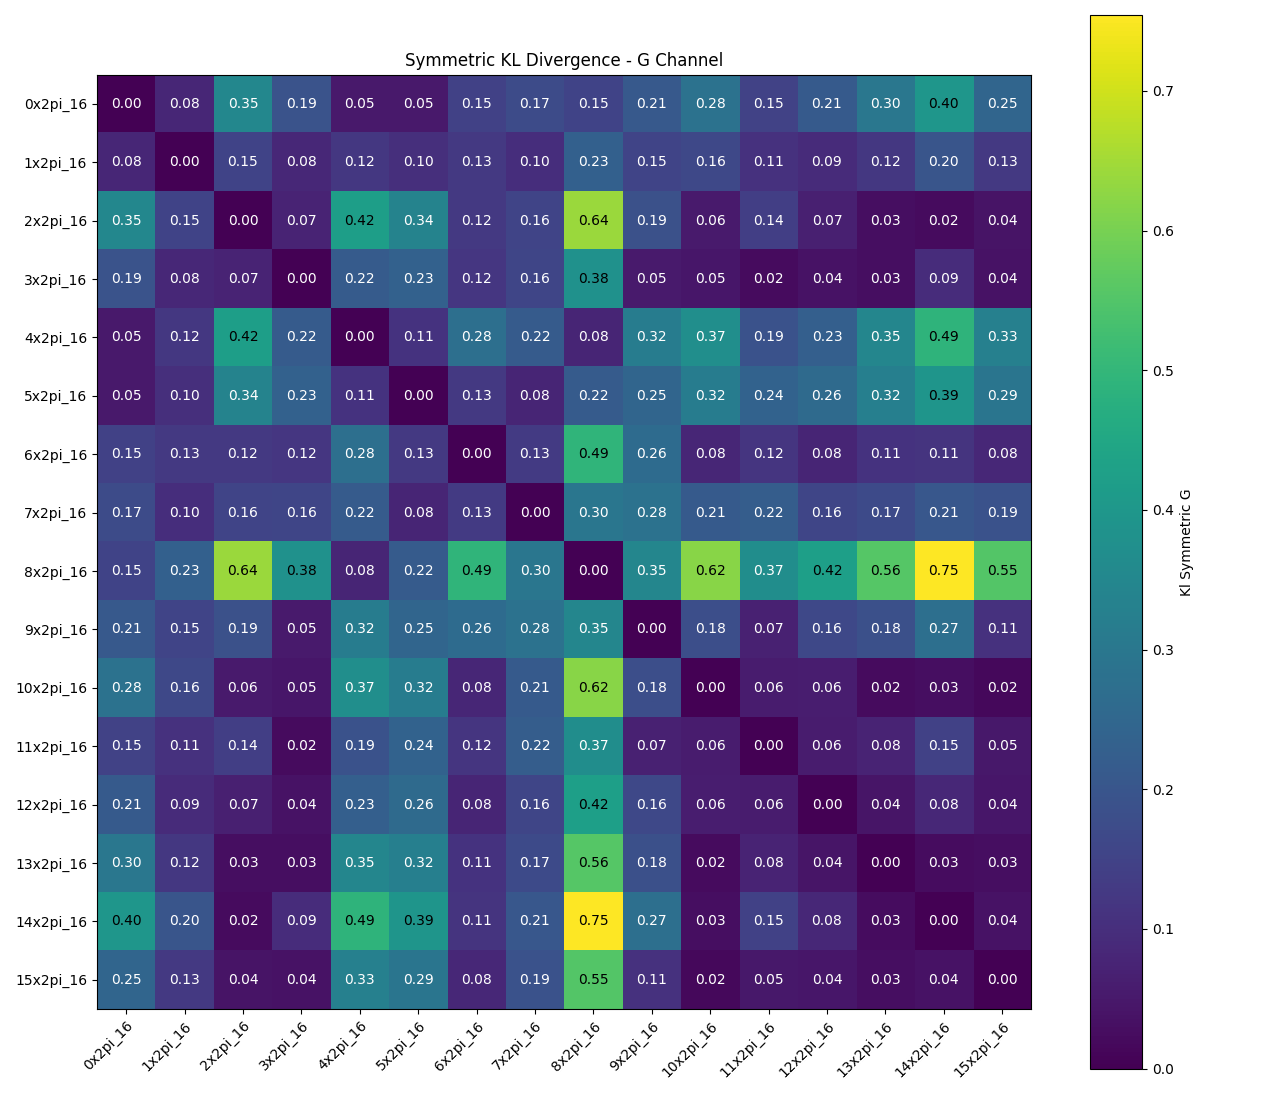 Symmetric KL Divergence - G Channel
0x2pi_16 0.00 0.08 0.35 0.19 0.05 0.05 0.15 0.17 0.15 0.21 0.28 0.15 0.21 0.30 0.40 0.25
1x2pi_16 0.08 0.00 0.15 0.08 0.12 0.10 0.13 0.10 0.23 0.15 0.16 0.11 0.09 0.12 0.20 0.13
2x2pi_16 0.35 0.15 0.00 0.07 0.42 0.34 0.12 0.16 0.64 0.19 0.06 0.14 0.07 0.03 0.02 0.04
3x2pi_16 0.19 0.08 0.07 0.00 0.22 0.23 0.12 0.16 0.38 0.05 0.05 0.02 0.04 0.03 0.09 0.04
4x2pi_16 0.05 0.12 0.42 0.22 0.00 0.11 0.28 0.22 0.08 0.32 0.37 0.19 0.23 0.35 0.49 0.33
5x2pi_16 0.05 0.10 0.34 0.23 0.11 0.00 0.13 0.08 0.22 0.25 0.32 0.24 0.26 0.32 0.39 0.29
6x2pi_16 0.15 0.13 0.12 0.12 0.28 0.13 0.00 0.13 0.49 0.26 0.08 0.12 0.08 0.11 0.11 0.08
7x2pi_16 0.17 0.10 0.16 0.16 0.22 0.08 0.13 0.00 0.30 0.28 0.21 0.22 0.16 0.17 0.21 0.19
8x2pi_16 0.15 0.23 0.64 0.38 0.08 0.22 0.49 0.30 0.00 0.35 0.62 0.37 0.42 0.56 0.75 0.55
9x2pi_16 0.21 0.15 0.19 0.05 0.32 0.25 0.26 0.28 0.35 0.00 0.18 0.07 0.16 0.18 0.27 0.11
10x2pi_16 0.28 0.16 0.06 0.05 0.37 0.32 0.08 0.21 0.62 0.18 0.00 0.06 0.06 0.02 0.03 0.02
11x2pi_16 0.15 0.11 0.14 0.02 0.19 0.24 0.12 0.22 0.37 0.07 0.06 0.00 0.06 0.08 0.15 0.05
12x2pi_16 0.21 0.09 0.07 0.04 0.23 0.26 0.08 0.16 0.42 0.16 0.06 0.06 0.00 0.04 0.08 0.04
13x2pi_16 0.30 0.12 0.03 0.03 0.35 0.32 0.11 0.17 0.56 0.18 0.02 0.08 0.04 0.00 0.03 0.03
14x2pi_16 0.40 0.20 0.02 0.09 0.49 0.39 0.11 0.21 0.75 0.27 0.03 0.15 0.08 0.03 0.00 0.04
15x2pi_16 0.25 0.13 0.04 0.04 0.33 0.29 0.08 0.19 0.55 0.11 0.02 0.05 0.04 0.03 0.04 0.00
0x2pi_16 1x2pi_16 2x2pi_16 3x2pi_16 4x2pi_16 5x2pi_16 6x2pi_16 7x2pi_16 8x2pi_16 9x2pi_16 10x2pi_16 11x2pi_16 12x2pi_16 13x2pi_16 14x2pi_16 15x2pi_16
0.7
0.6
0.5
0.4
0.3
0.2
0.1
0.0
Kl Symmetric G